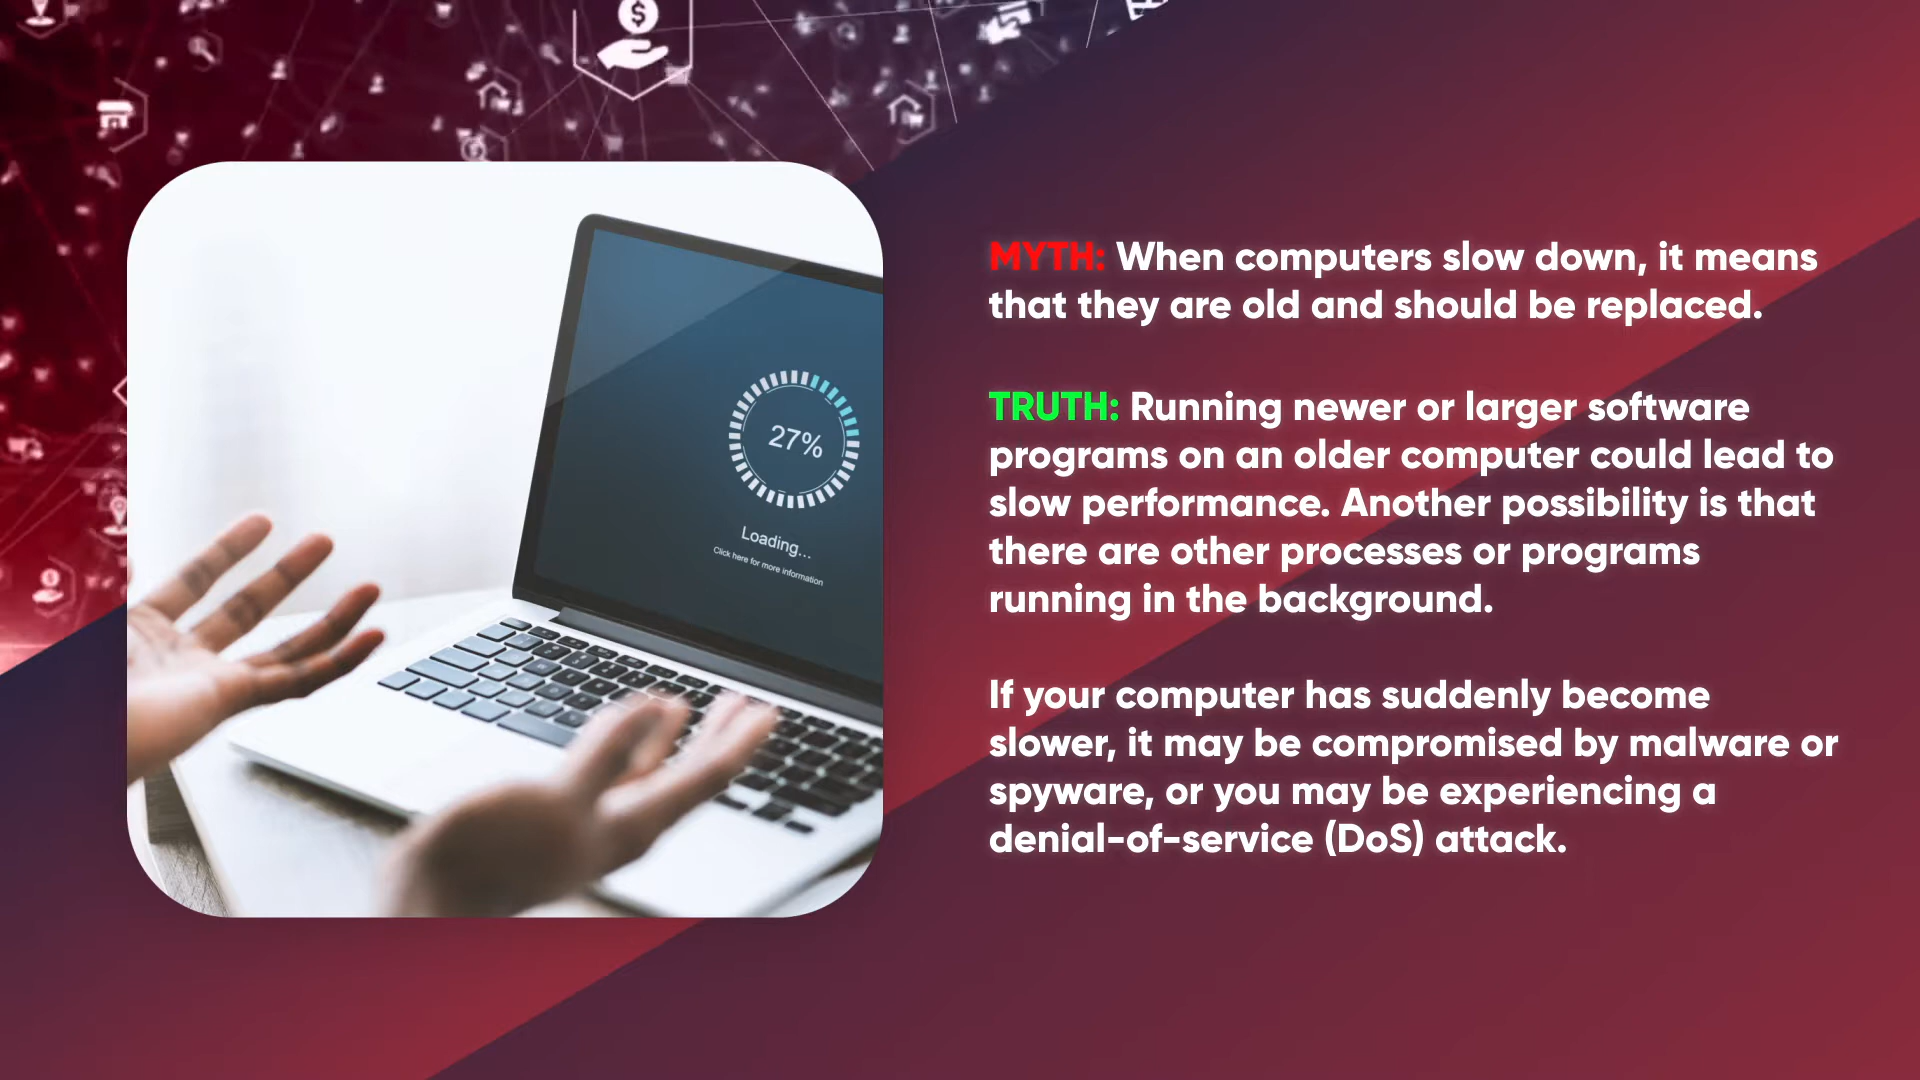 MYTH: When computers slow down, it means
that they are old and should be replaced.
TRUTH: Running newer or larger software
programs on an older computer could lead to
slow performance. Another possibility is that
there are other processes or programs
running in the background.
If your computer has suddenly become
slower, it may be compromised by malware or
spyware, or you may be experiencing a
denial-of-service (DoS) attack.
27%
Loading...
Click here for more information